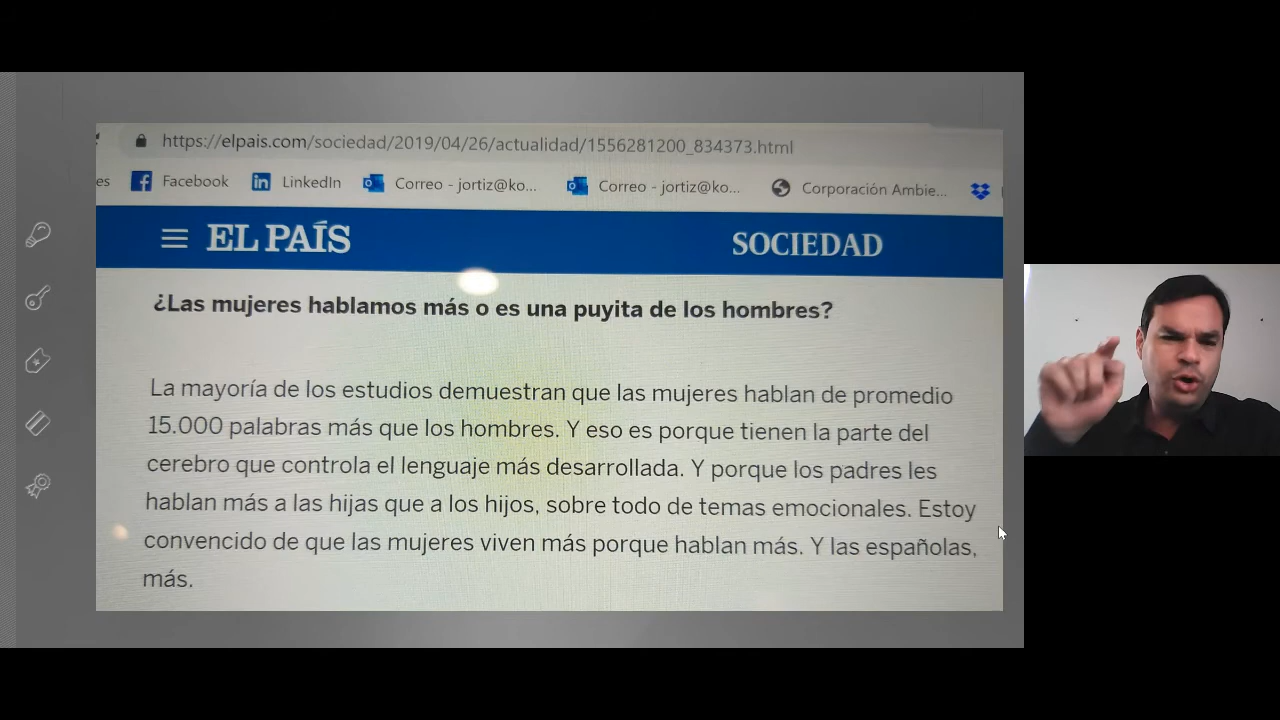 https://elpais.com/sociedad/2019/04/26/actualidad/1556281200_834373.html
es Facebook LinkedIn Correo - jortiz@ko... Correo - jortiz@ko... Corporación Ambie...
EL PAÍS SOCIEDAD
¿Las mujeres hablamos más o es una puyita de los hombres?
La mayoría de los estudios demuestran que las mujeres hablan de promedio
15.000 palabras más que los hombres. Y eso es porque tienen la parte del
cerebro que controla el lenguaje más desarrollada. Y porque los padres les
hablan más a las hijas que a los hijos, sobre todo de temas emocionales. Estoy
convencido de que las mujeres viven más porque hablan más. Y las españolas,
más.